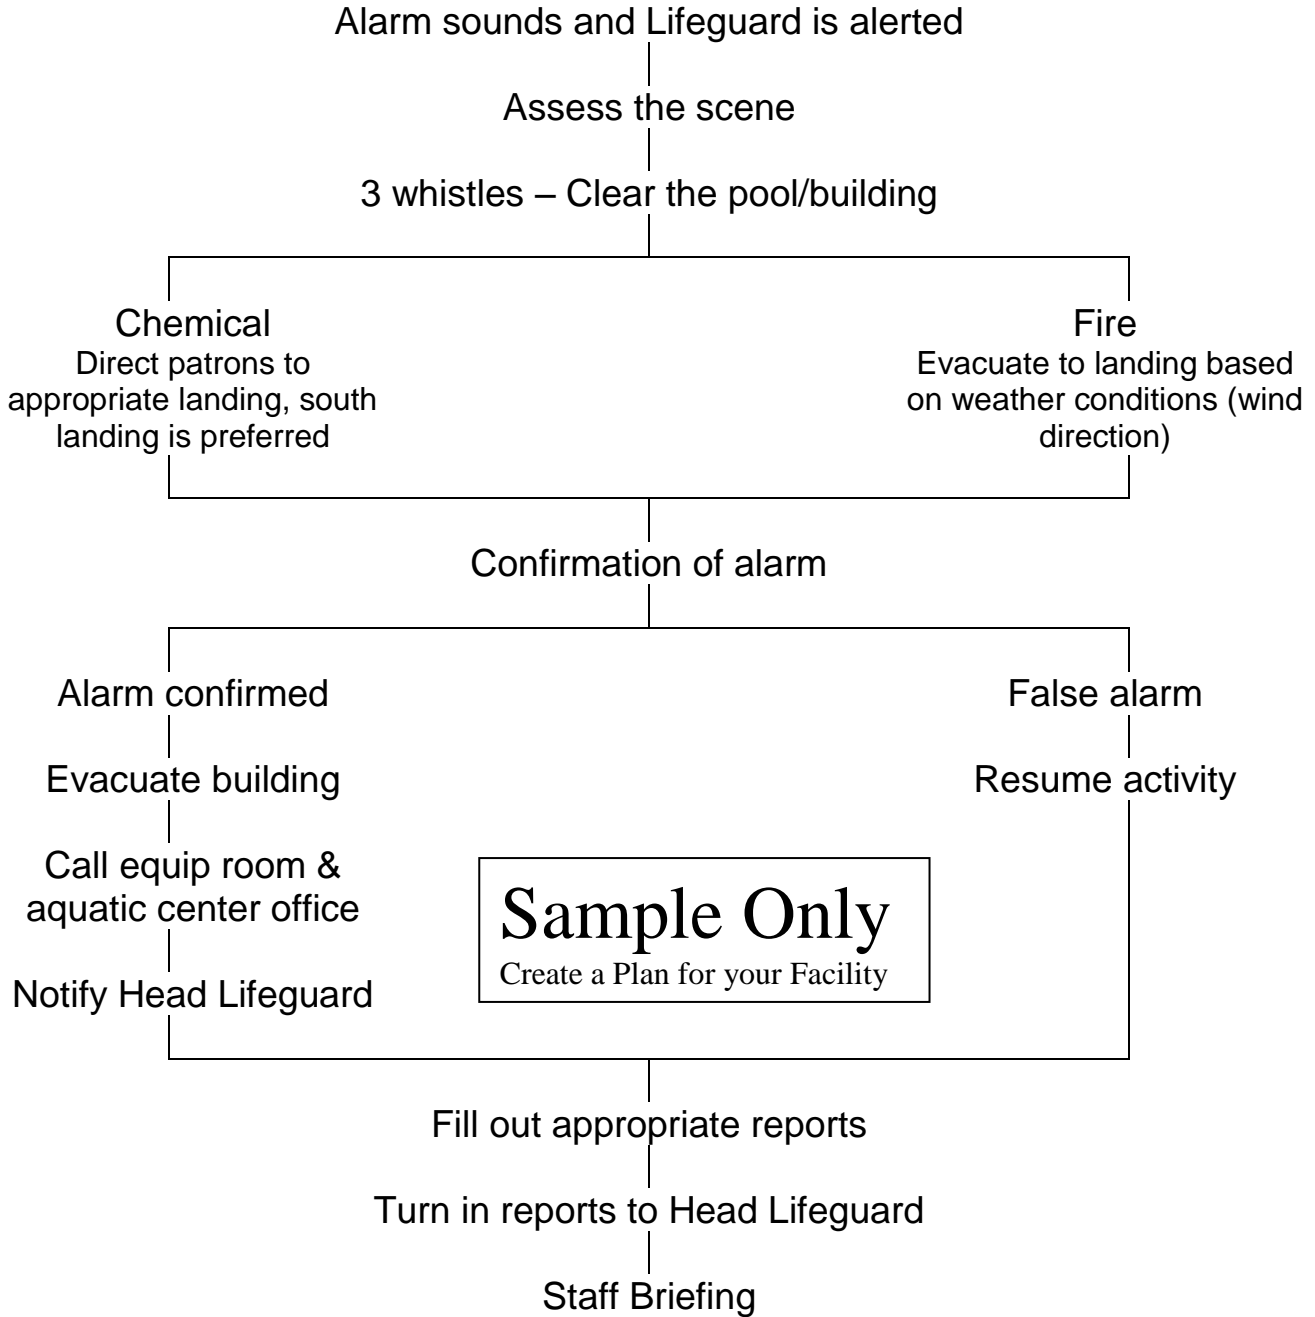 Alarm sounds and Lifeguard is alerted
Assess the scene
3 whistles – Clear the pool/building
Chemical
Direct patrons to
appropriate landing, south
landing is preferred
Fire
Evacuate to landing based
on weather conditions (wind
direction)
Confirmation of alarm
Alarm confirmed
Evacuate building
Call equip room &
aquatic center office
Notify Head Lifeguard
False alarm
Resume activity
Sample Only
Create a Plan for your Facility
Fill out appropriate reports
Turn in reports to Head Lifeguard
Staff Briefing